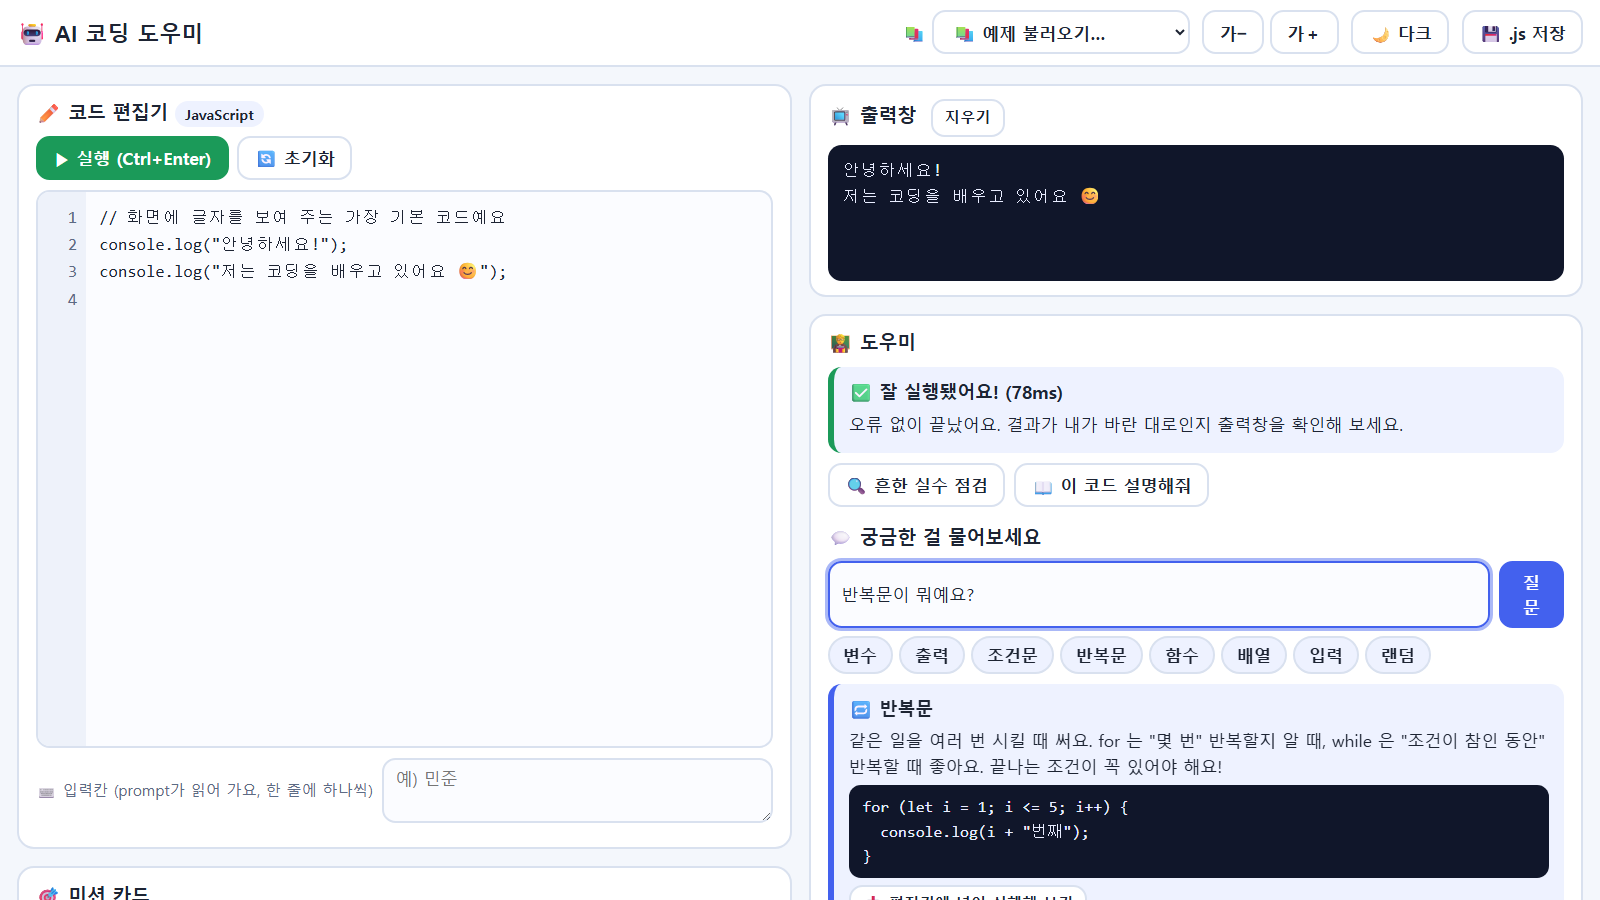 AI 코딩 도우미
예제 불러오기...
가−
가+
다크
.js 저장
코드 편집기 JavaScript
▶ 실행 (Ctrl+Enter)
초기화
1 // 화면에 글자를 보여 주는 가장 기본 코드예요
2 console.log("안녕하세요!");
3 console.log("저는 코딩을 배우고 있어요 😊");
4
입력칸 (prompt가 읽어 가요, 한 줄에 하나씩)
예) 민준
미션 카드
출력창
지우기
안녕하세요!
저는 코딩을 배우고 있어요 😊
도우미
✅ 잘 실행됐어요! (78ms)
오류 없이 끝났어요. 결과가 내가 바란 대로인지 출력창을 확인해 보세요.
흔한 실수 점검
이 코드 설명해줘
궁금한 걸 물어보세요
반복문이 뭐예요?
질
문
변수
출력
조건문
반복문
함수
배열
입력
랜덤
반복문
같은 일을 여러 번 시킬 때 써요. for 는 "몇 번" 반복할지 알 때, while 은 "조건이 참인 동안"
반복할 때 좋아요. 끝나는 조건이 꼭 있어야 해요!
for (let i = 1; i <= 5; i++) {
  console.log(i + "번째");
}